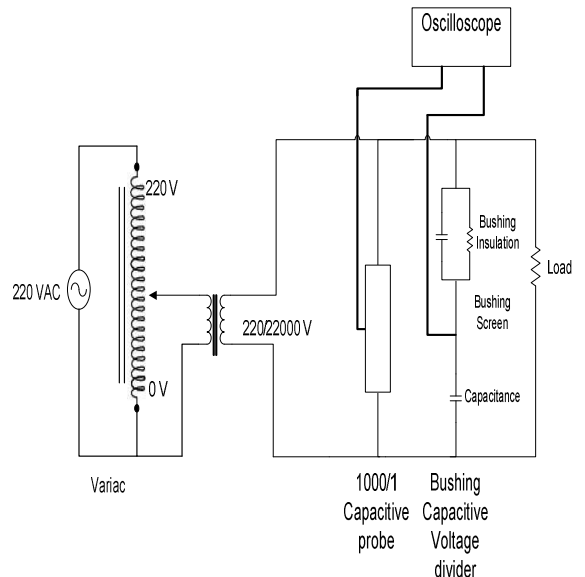 Oscilloscope
220 V
Bushing
Insulation
220 VAC
Load
Bushing
Screen
220/22000 V
0 V
Capacitance
Variac
1000/1
Capacitive
probe
Bushing
Capacitive
Voltage
divider